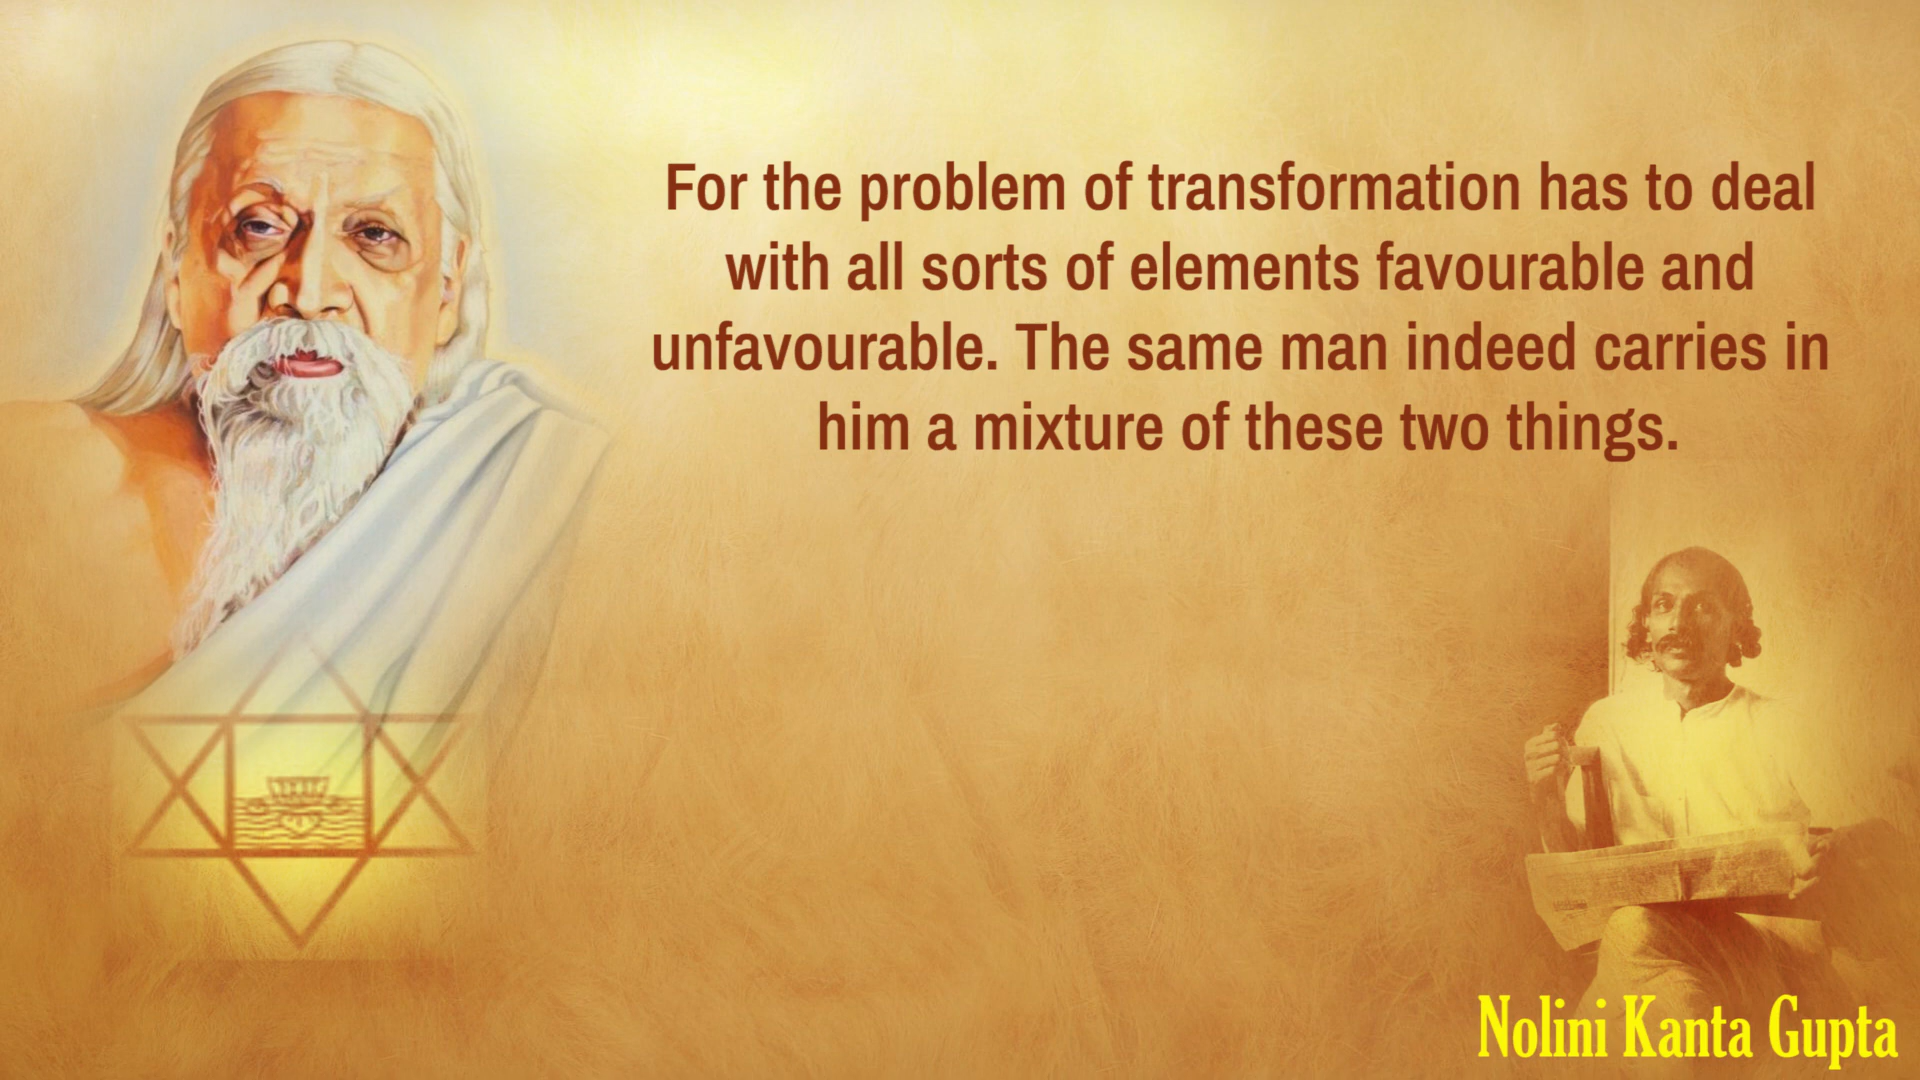 For the problem of transformation has to deal
with all sorts of elements favourable and
unfavourable. The same man indeed carries in
him a mixture of these two things.
Nolini Kanta Gupta